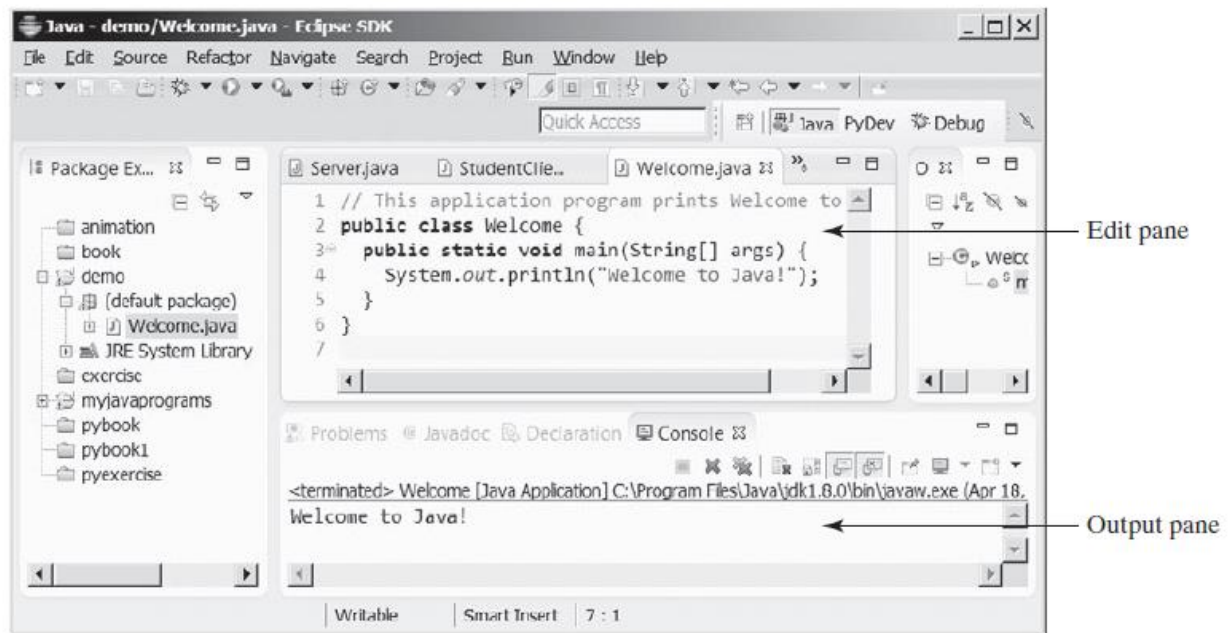 Java - demo/Welcome.java - Eclipse SDK
File Edit Source Refactor Navigate Search Project Run Window Help
Quick Access
Java PyDev Debug
Package Ex...
animation
book
demo
(default package)
Welcome.java
JRE System Library
exercise
myjavaprograms
pybook
pybook1
pyexercise
Server.java StudentClie... Welcome.java
1 // This application program prints Welcome to
2 public class Welcome {
3 public static void main(String[] args) {
4 System.out.println("Welcome to Java!");
5 }
6 }
7
O
Welc
S m
Edit pane
Problems @ Javadoc Declaration Console
<terminated> Welcome [Java Application] C:\Program Files\Java\jdk1.8.0\bin\javaw.exe (Apr 18,
Welcome to Java!
Output pane
Writable Smart Insert 7 : 1